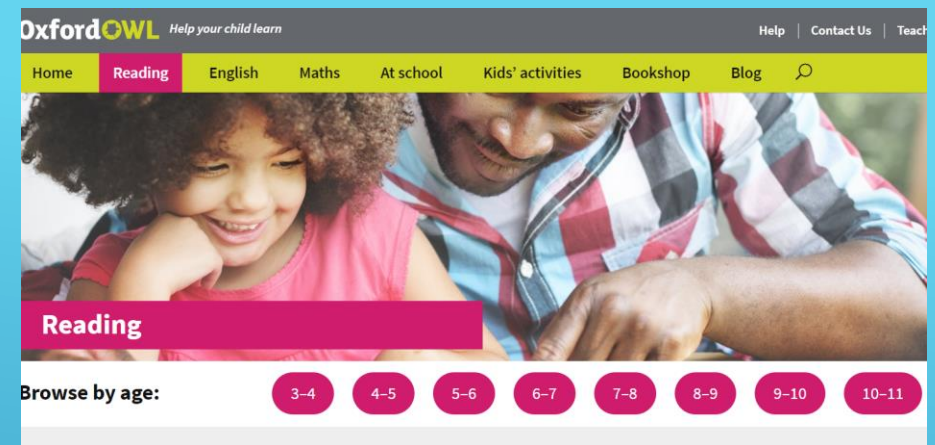 OxfordOWL Help your child learn
Help | Contact Us | Teach
Home Reading English Maths At school Kids' activities Bookshop Blog
Reading
Browse by age: 3–4 4–5 5–6 6–7 7–8 8–9 9–10 10–11